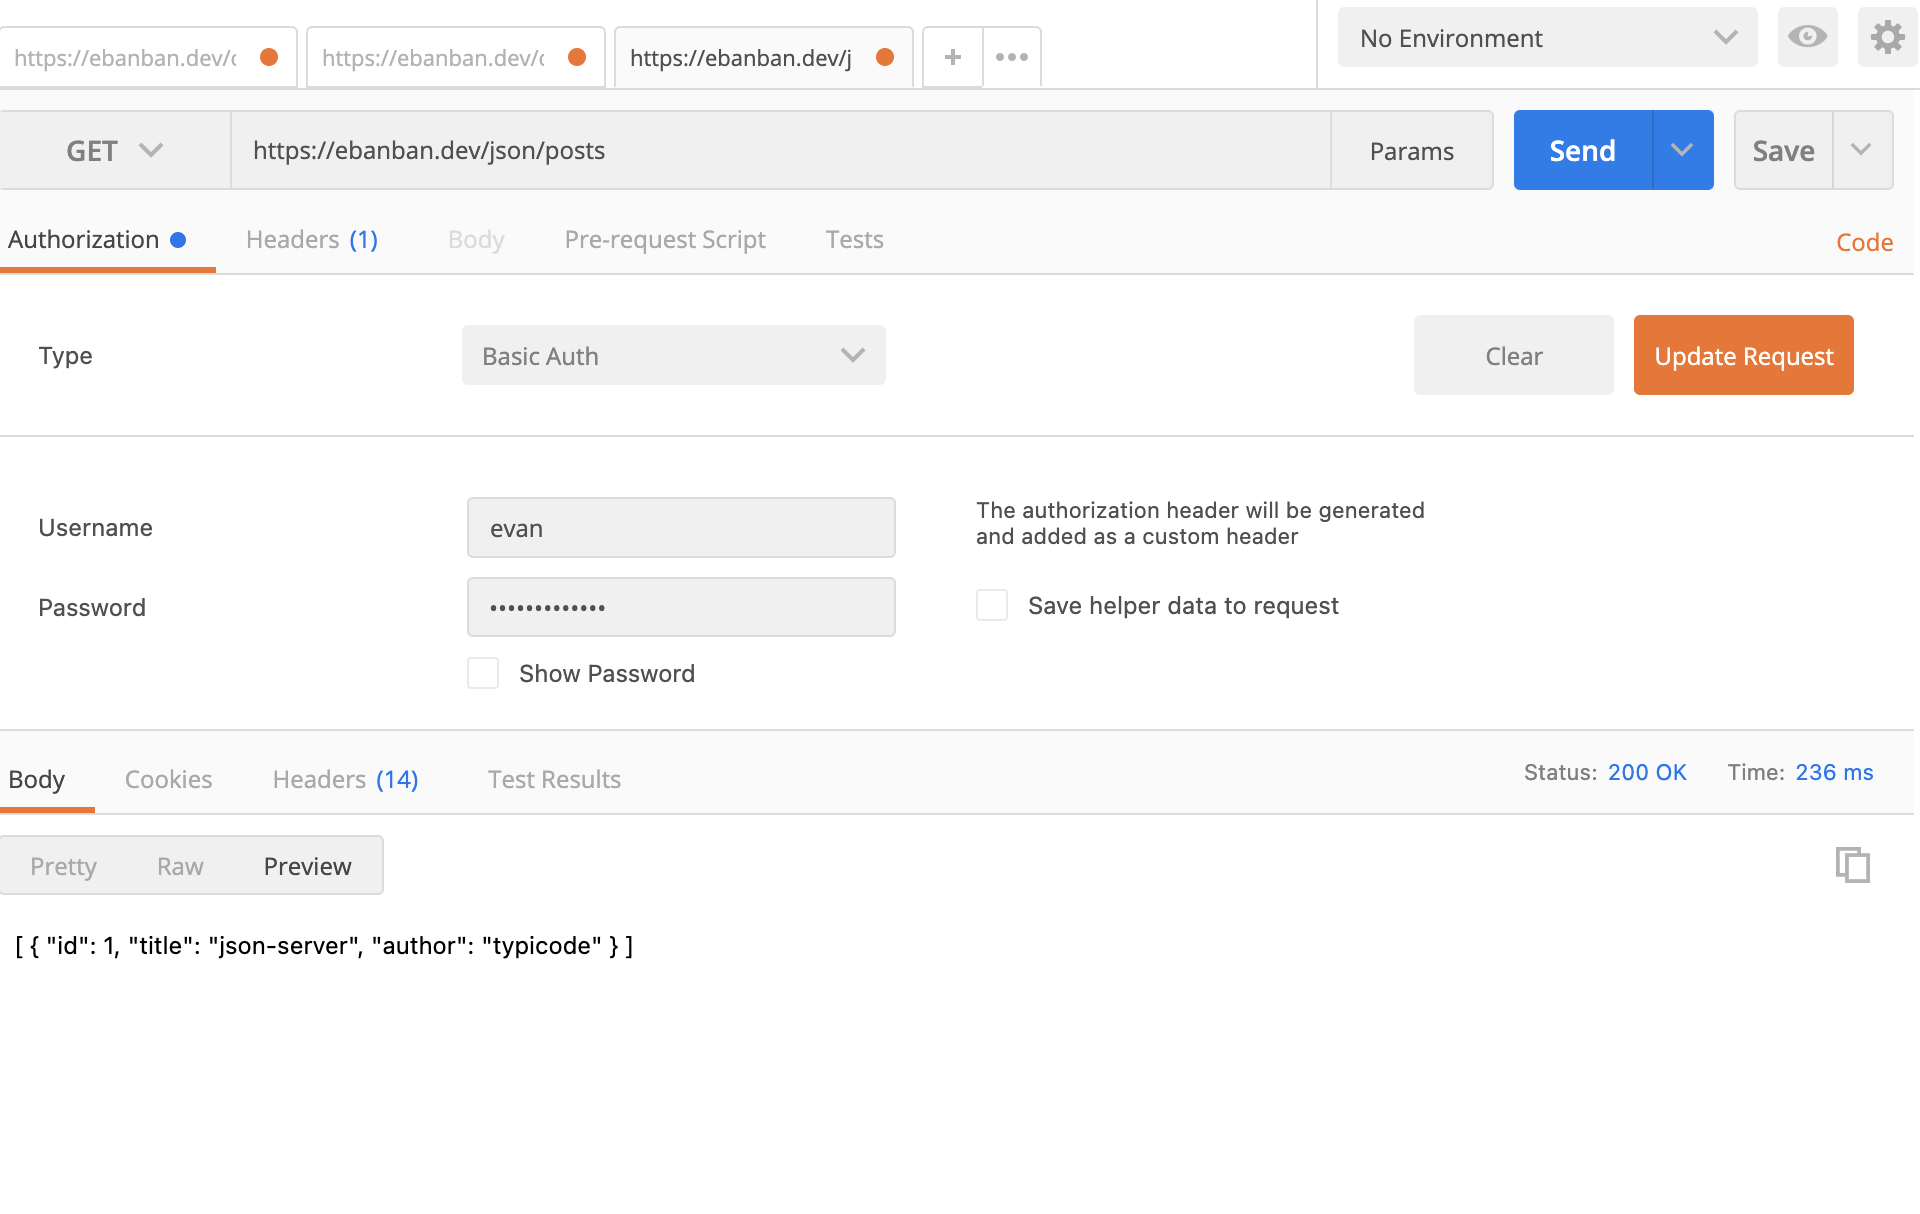 https://ebanban.dev/c https://ebanban.dev/c https://ebanban.dev/j No Environment
GET https://ebanban.dev/json/posts Params Send Save
Authorization Headers (1) Body Pre-request Script Tests Code
Type Basic Auth Clear Update Request
Username evan
The authorization header will be generated
and added as a custom header
Password ••••••••••••• Save helper data to request
Show Password
Body Cookies Headers (14) Test Results Status: 200 OK Time: 236 ms
Pretty Raw Preview
[ { "id": 1, "title": "json-server", "author": "typicode" } ]